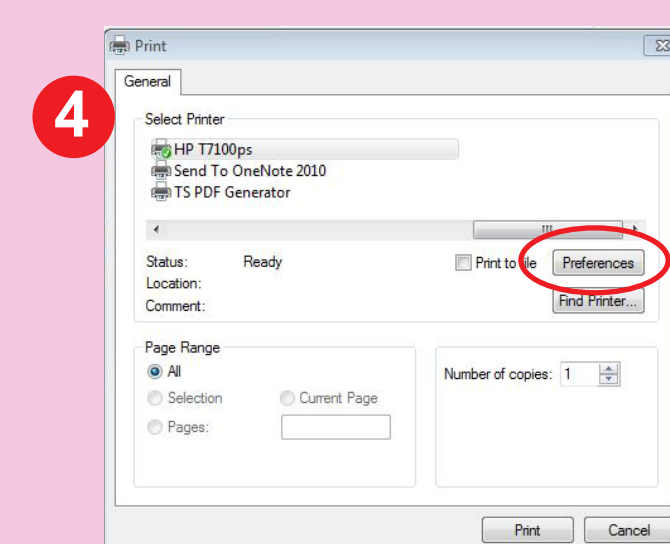 Print
4
General
Select Printer
HP T7100ps
Send To OneNote 2010
TS PDF Generator
Status: Ready
Print to file
Preferences
Location:
Comment:
Find Printer...
Page Range
All
Selection
Current Page
Pages:
Number of copies: 1
Print
Cancel